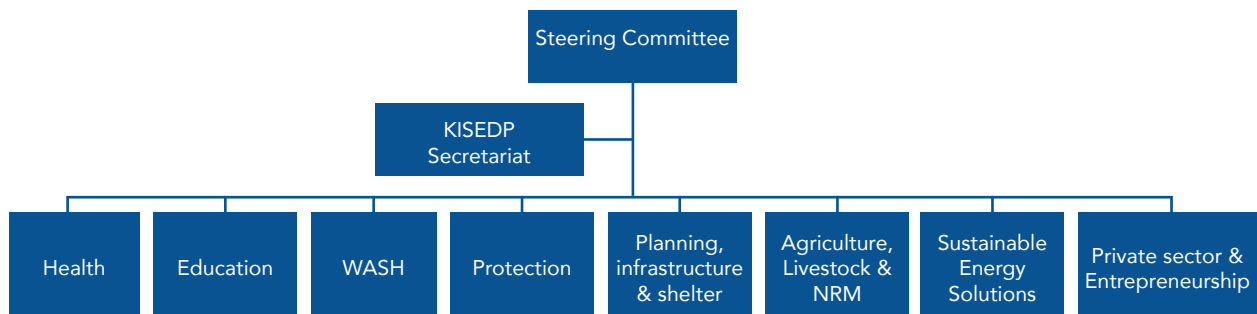 Steering Committee
KISEDP
Secretariat
Health
Education
WASH
Protection
Planning,
infrastructure
& shelter
Agriculture,
Livestock &
NRM
Sustainable
Energy
Solutions
Private sector &
Entrepreneurship